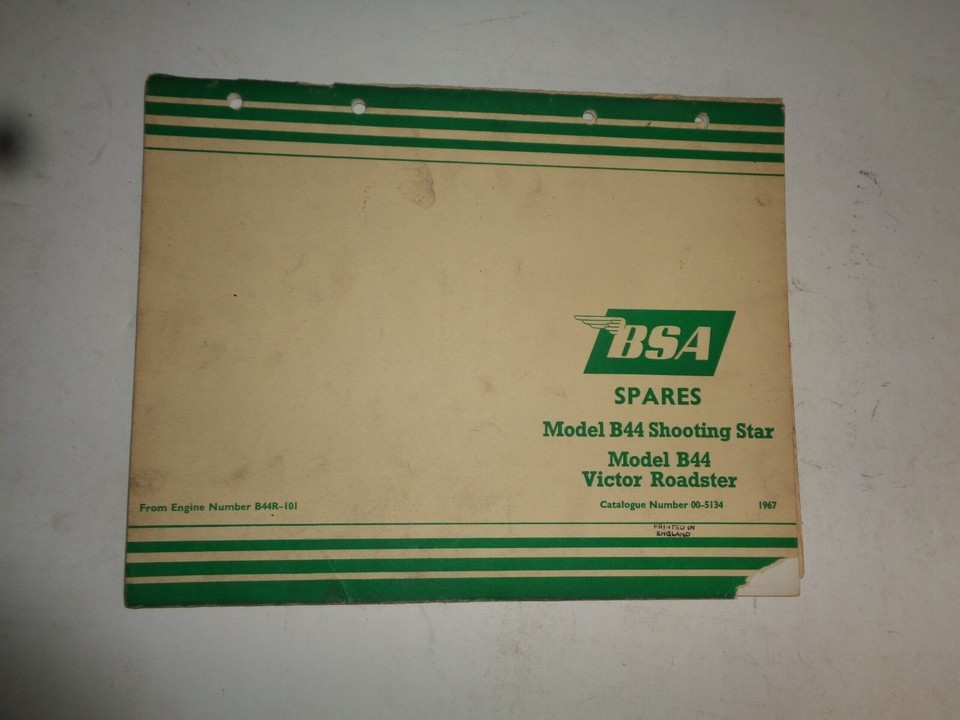 BSA
SPARES
Model B44 Shooting Star
Model B44
Victor Roadster
From Engine Number B44R-101
Catalogue Number 00-5134 1967
PRINTED IN
ENGLAND